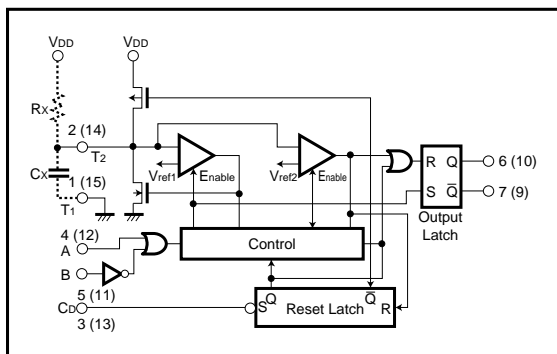 VDD VDD
RX
2 (14)
T2
CX 1 (15)
T1
Vref1 Enable
Vref2 Enable
R Q 6 (10)
S Q̅ 7 (9)
Output
Latch
4 (12)
A
Control
B
5 (11)
CD
3 (13)
S Q Q̅ R
Reset Latch